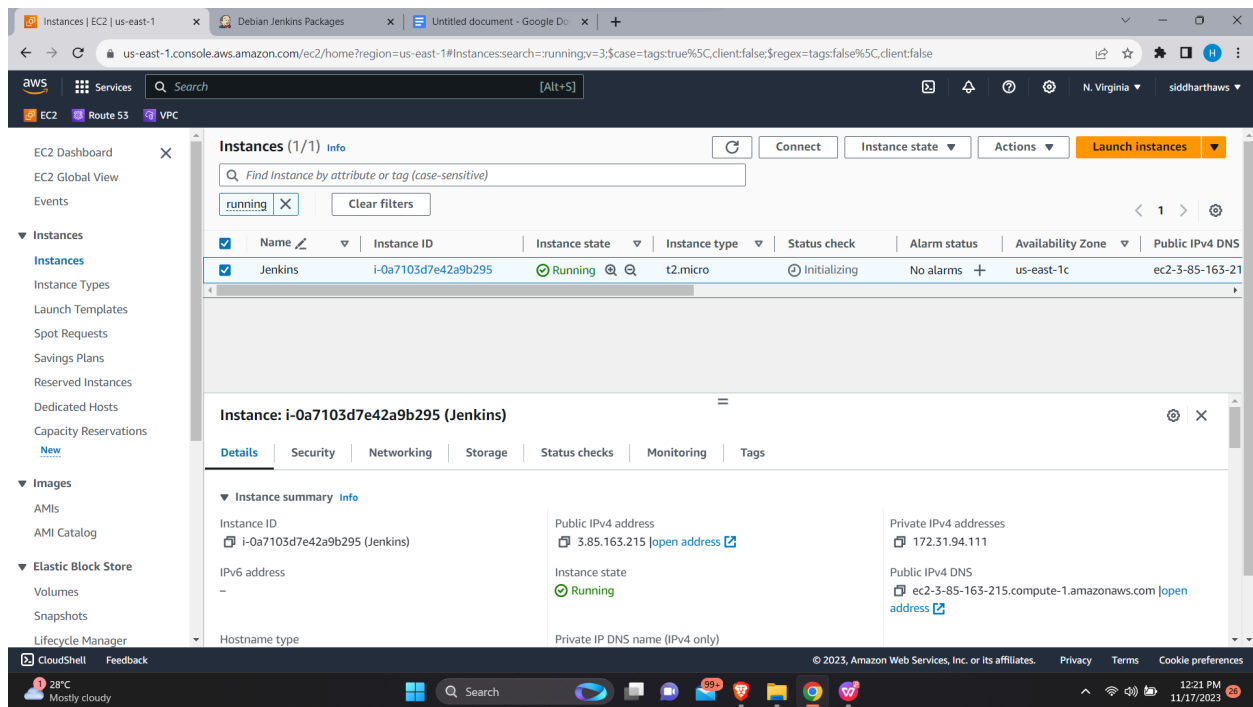 Instances | EC2 | us-east-1
Debian Jenkins Packages
Untitled document - Google Do
us-east-1.console.aws.amazon.com/ec2/home?region=us-east-1#Instances:search=:running;v=3;$case=tags:true%5C,client:false;$regex=tags:false%5C,client:false
H
aws Services Search [Alt+S] N. Virginia siddharthaws
EC2 Route 53 VPC
EC2 Dashboard
EC2 Global View
Events
Instances
Instances
Instance Types
Launch Templates
Spot Requests
Savings Plans
Reserved Instances
Dedicated Hosts
Capacity Reservations
New
Images
AMIs
AMI Catalog
Elastic Block Store
Volumes
Snapshots
Lifecycle Manager
Instances (1/1) Info Connect Instance state Actions Launch instances
Find Instance by attribute or tag (case-sensitive)
running Clear filters
1
Name Instance ID Instance state Instance type Status check Alarm status Availability Zone Public IPv4 DNS
Jenkins i-0a7103d7e42a9b295 Running t2.micro Initializing No alarms us-east-1c ec2-3-85-163-21
Instance: i-0a7103d7e42a9b295 (Jenkins)
Details Security Networking Storage Status checks Monitoring Tags
Instance summary Info
Instance ID
i-0a7103d7e42a9b295 (Jenkins)
Public IPv4 address
3.85.163.215 |open address
Private IPv4 addresses
172.31.94.111
IPv6 address
–
Instance state
Running
Public IPv4 DNS
ec2-3-85-163-215.compute-1.amazonaws.com |open
address
Hostname type
Private IP DNS name (IPv4 only)
CloudShell Feedback © 2023, Amazon Web Services, Inc. or its affiliates. Privacy Terms Cookie preferences
1
28°C
Mostly cloudy
Search
99+
12:21 PM
11/17/2023
26